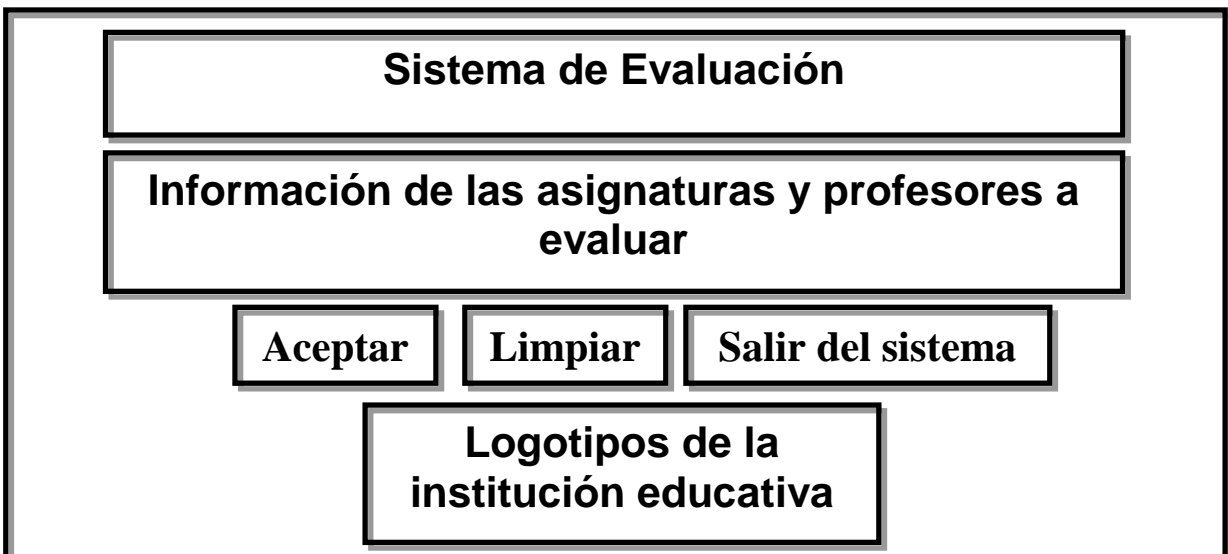 Sistema de Evaluación
Información de las asignaturas y profesores a
evaluar
Aceptar Limpiar Salir del sistema
Logotipos de la
institución educativa